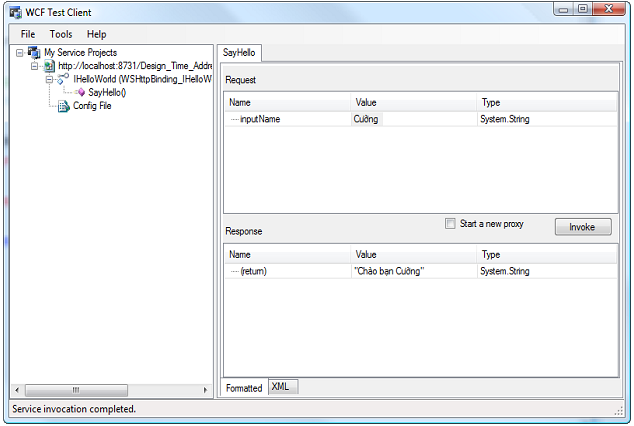 WCF Test Client
File Tools Help
My Service Projects
http://localhost:8731/Design_Time_Addre
IHelloWorld (WSHttpBinding_IHelloW
SayHello()
Config File
SayHello
Request
Name Value Type
inputName Cường System.String
Start a new proxy Invoke
Response
Name Value Type
(return) "Chào bạn Cường" System.String
Formatted XML
Service invocation completed.